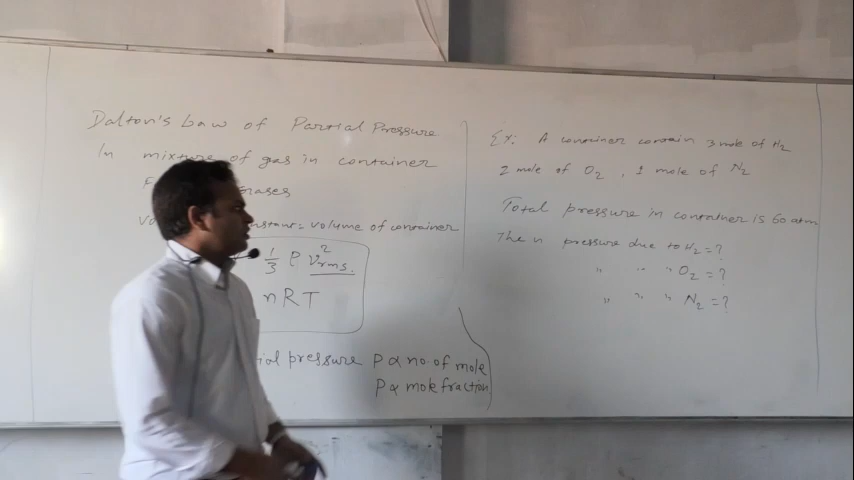 Dalton's Law of Partial Pressure
In mixture of gas in container
F gases
constant = volume of container
1/3 ρ v²rms.
nRT
tial pressure P ∝ no. of mole
P ∝ mole fraction
Ex: A container contain 3 mole of H₂
2 mole of O₂ , 1 mole of N₂
Total pressure in container is 60 atm
The n pressure due to H₂ = ?
" " " O₂ = ?
" " " N₂ = ?